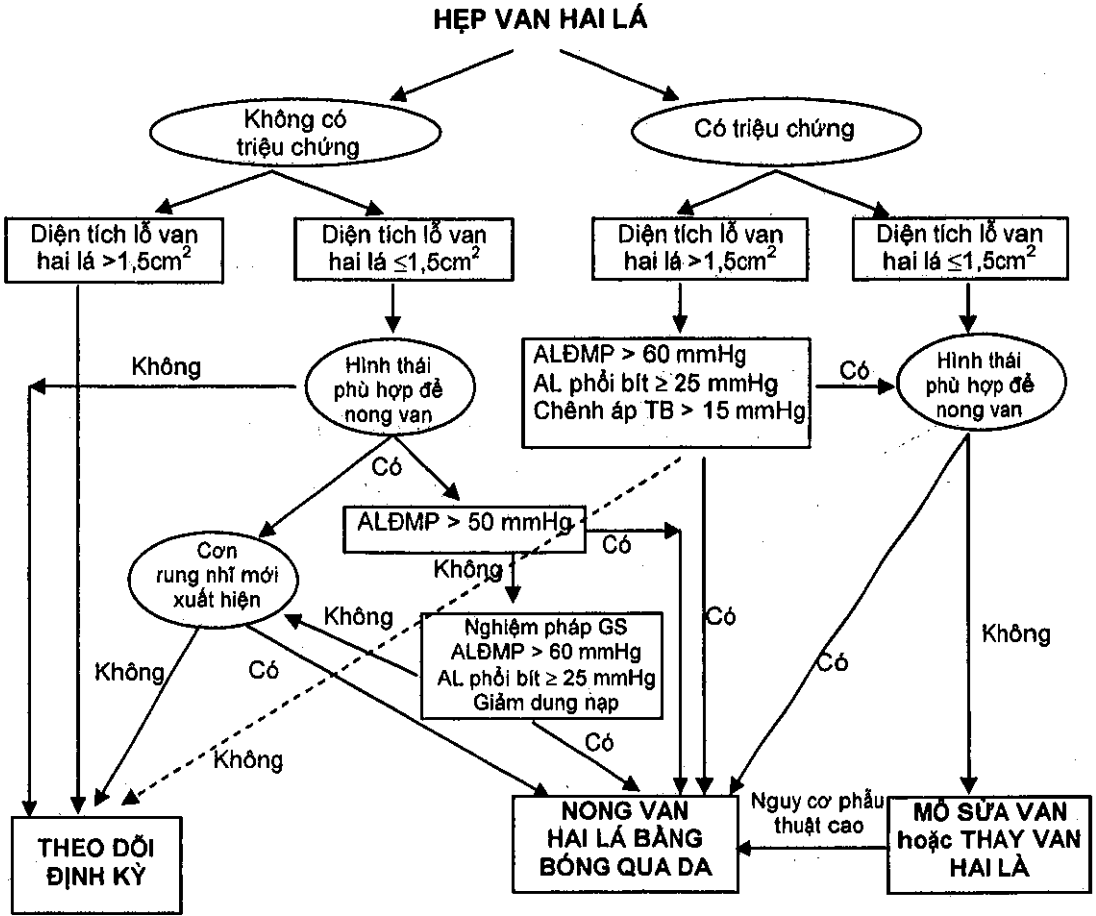 HẸP VAN HAI LÁ
Không có
triệu chứng
Có triệu chứng
Diện tích lỗ van
hai lá >1,5cm²
Diện tích lỗ van
hai lá ≤1,5cm²
Diện tích lỗ van
hai lá >1,5cm²
Diện tích lỗ van
hai lá ≤1,5cm²
Không
Hình thái
phù hợp để
nong van
ALĐMP > 60 mmHg
AL phổi bít ≥ 25 mmHg
Chênh áp TB > 15 mmHg
Có
Hình thái
phù hợp để
nong van
Có
Có
ALĐMP > 50 mmHg
Có
Cơn
rung nhĩ mới
xuất hiện
Không
Không
Nghiệm pháp GS
ALĐMP > 60 mmHg
AL phổi bít ≥ 25 mmHg
Giảm dung nạp
Có
Không
Không
Có
Có
Có
Không
NONG VAN
HAI LÁ BẰNG
BÓNG QUA DA
Nguy cơ phẫu
thuật cao
MỔ SỬA VAN
hoặc THAY VAN
HAI LÀ
THEO DÕI
ĐỊNH KỲ